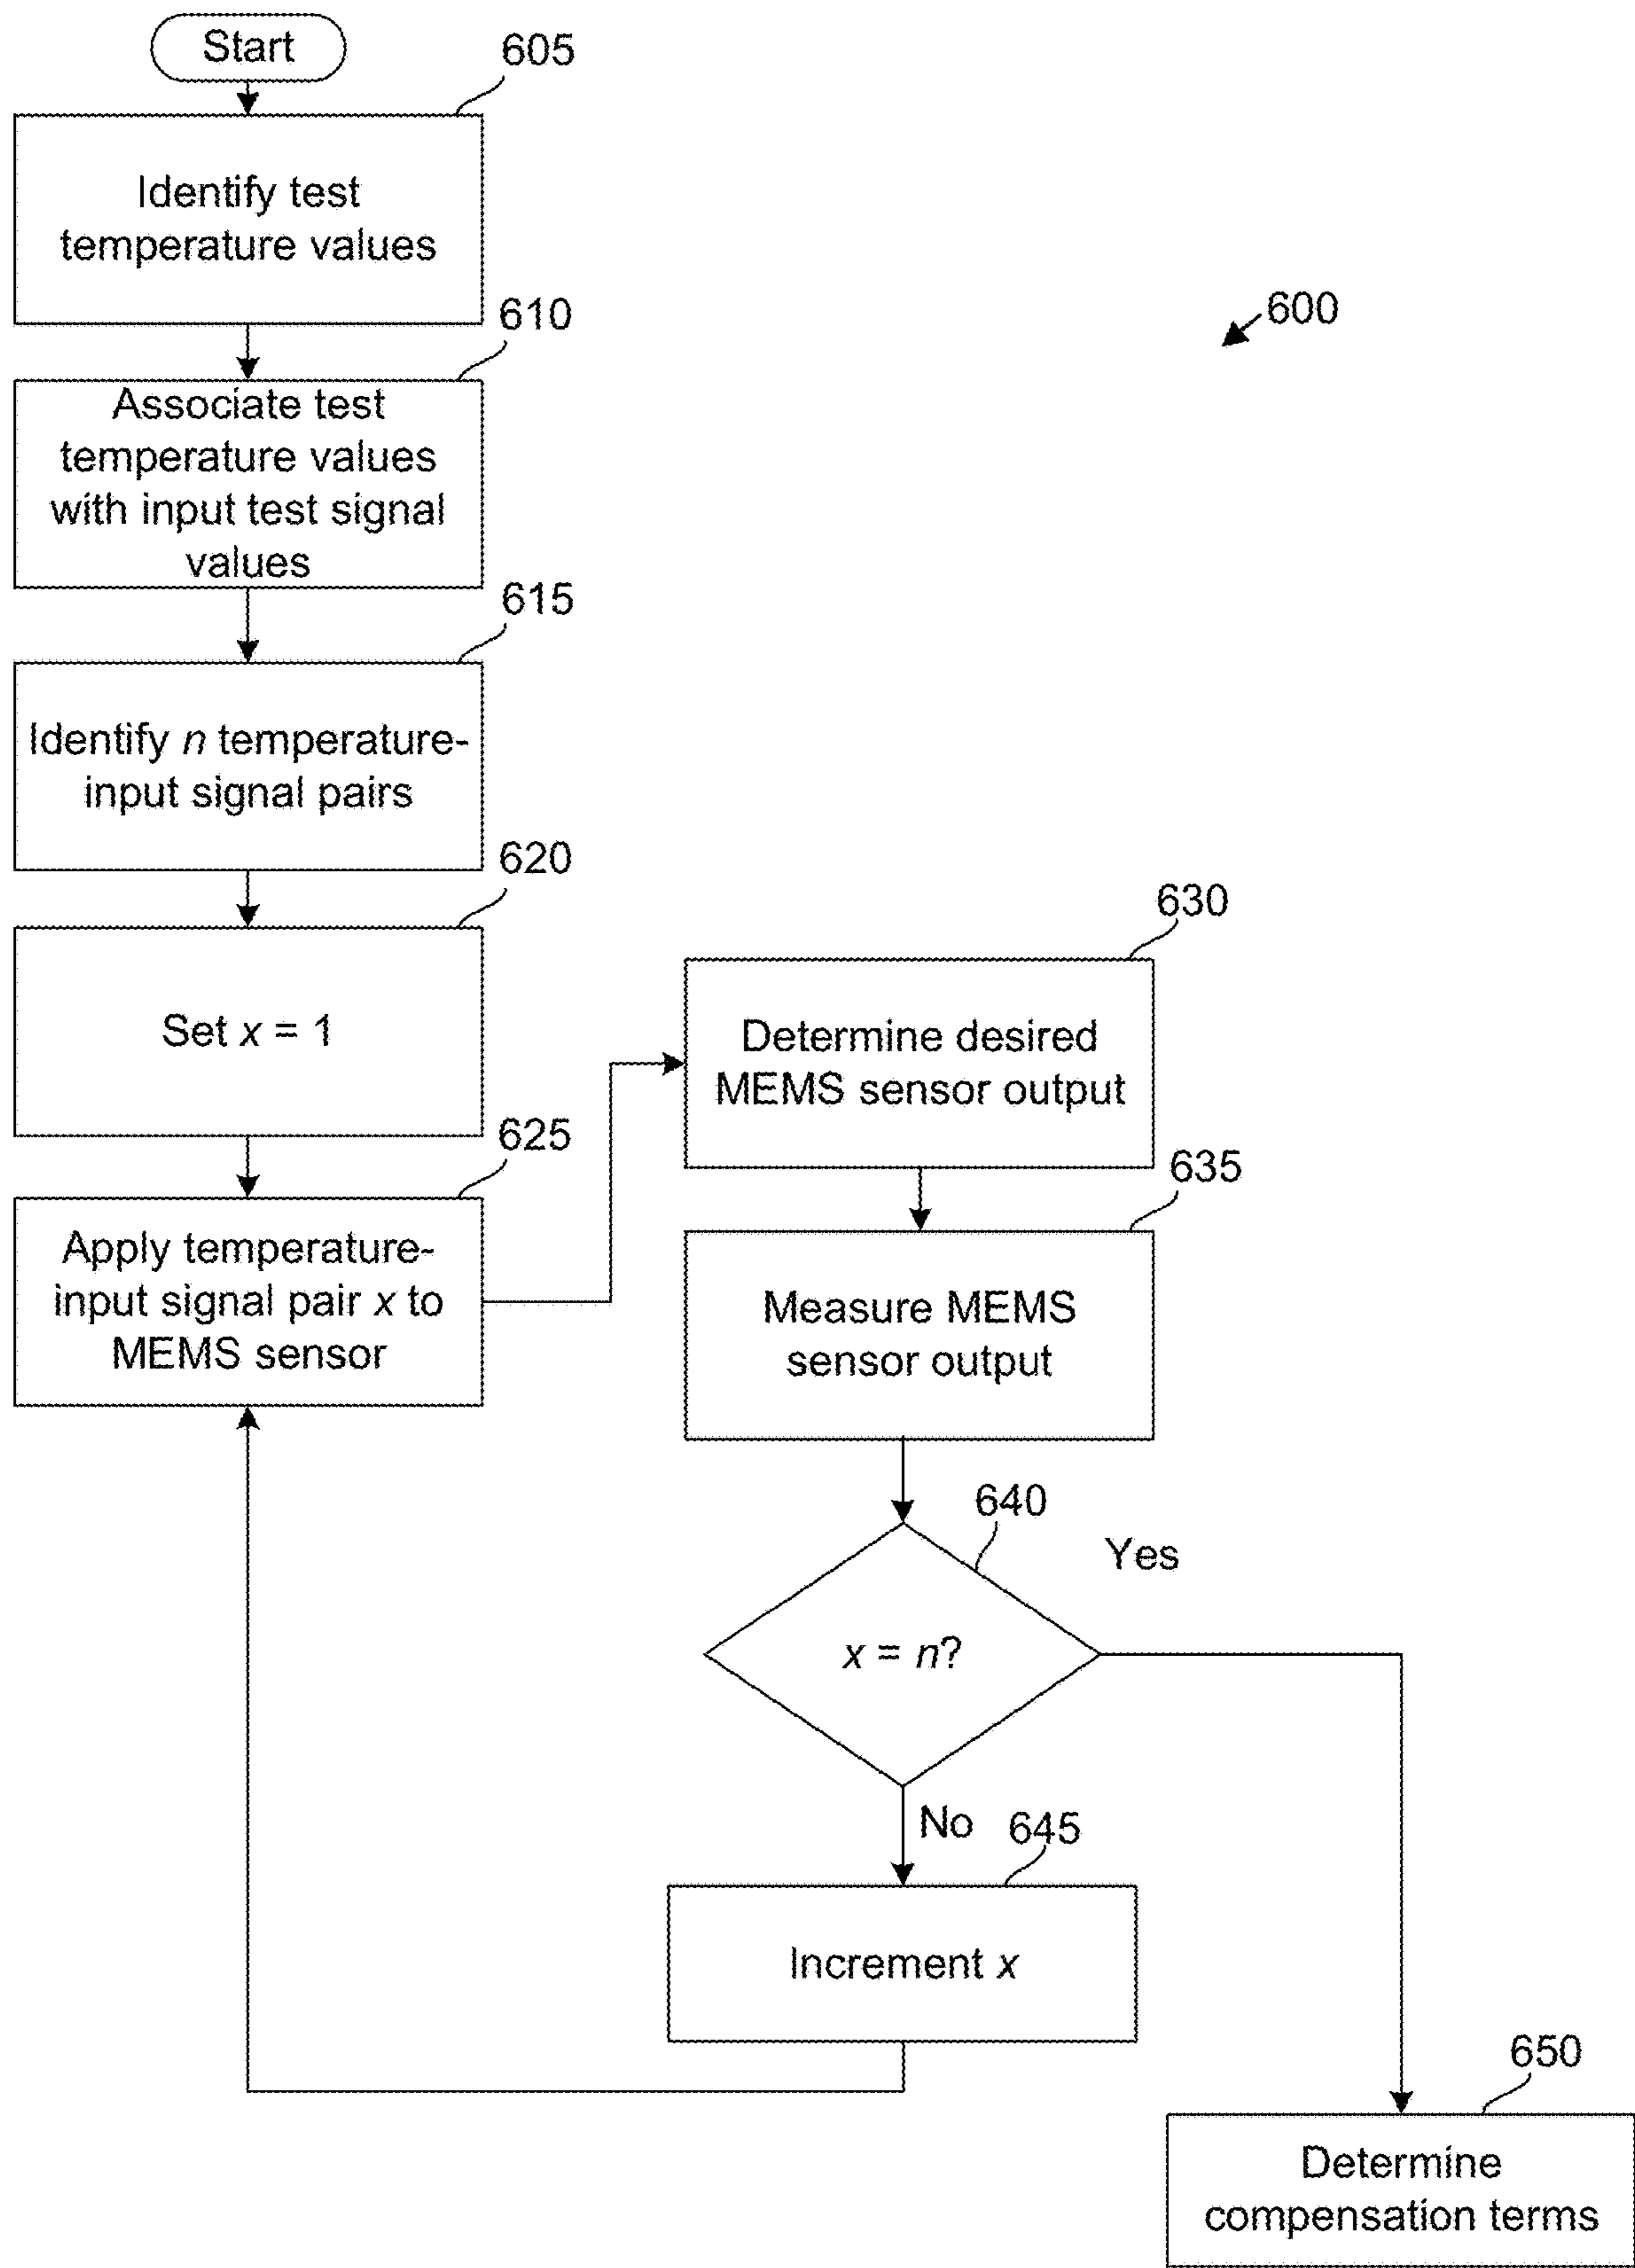 Start
605
Identify test
temperature values
600
610
Associate test
temperature values
with input test signal
values
615
Identify n temperature-
input signal pairs
620
Set x = 1
625
Apply temperature-
input signal pair x to
MEMS sensor
630
Determine desired
MEMS sensor output
635
Measure MEMS
sensor output
640
Yes
x = n?
No
645
Increment x
650
Determine
compensation terms